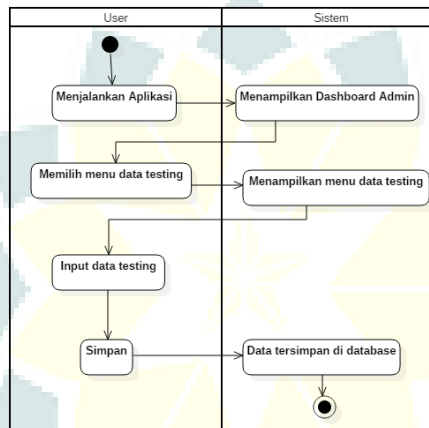 User
Sistem
Menjalankan Aplikasi
Menampilkan Dashboard Admin
Memilih menu data testing
Menampilkan menu data testing
Input data testing
Simpan
Data tersimpan di database